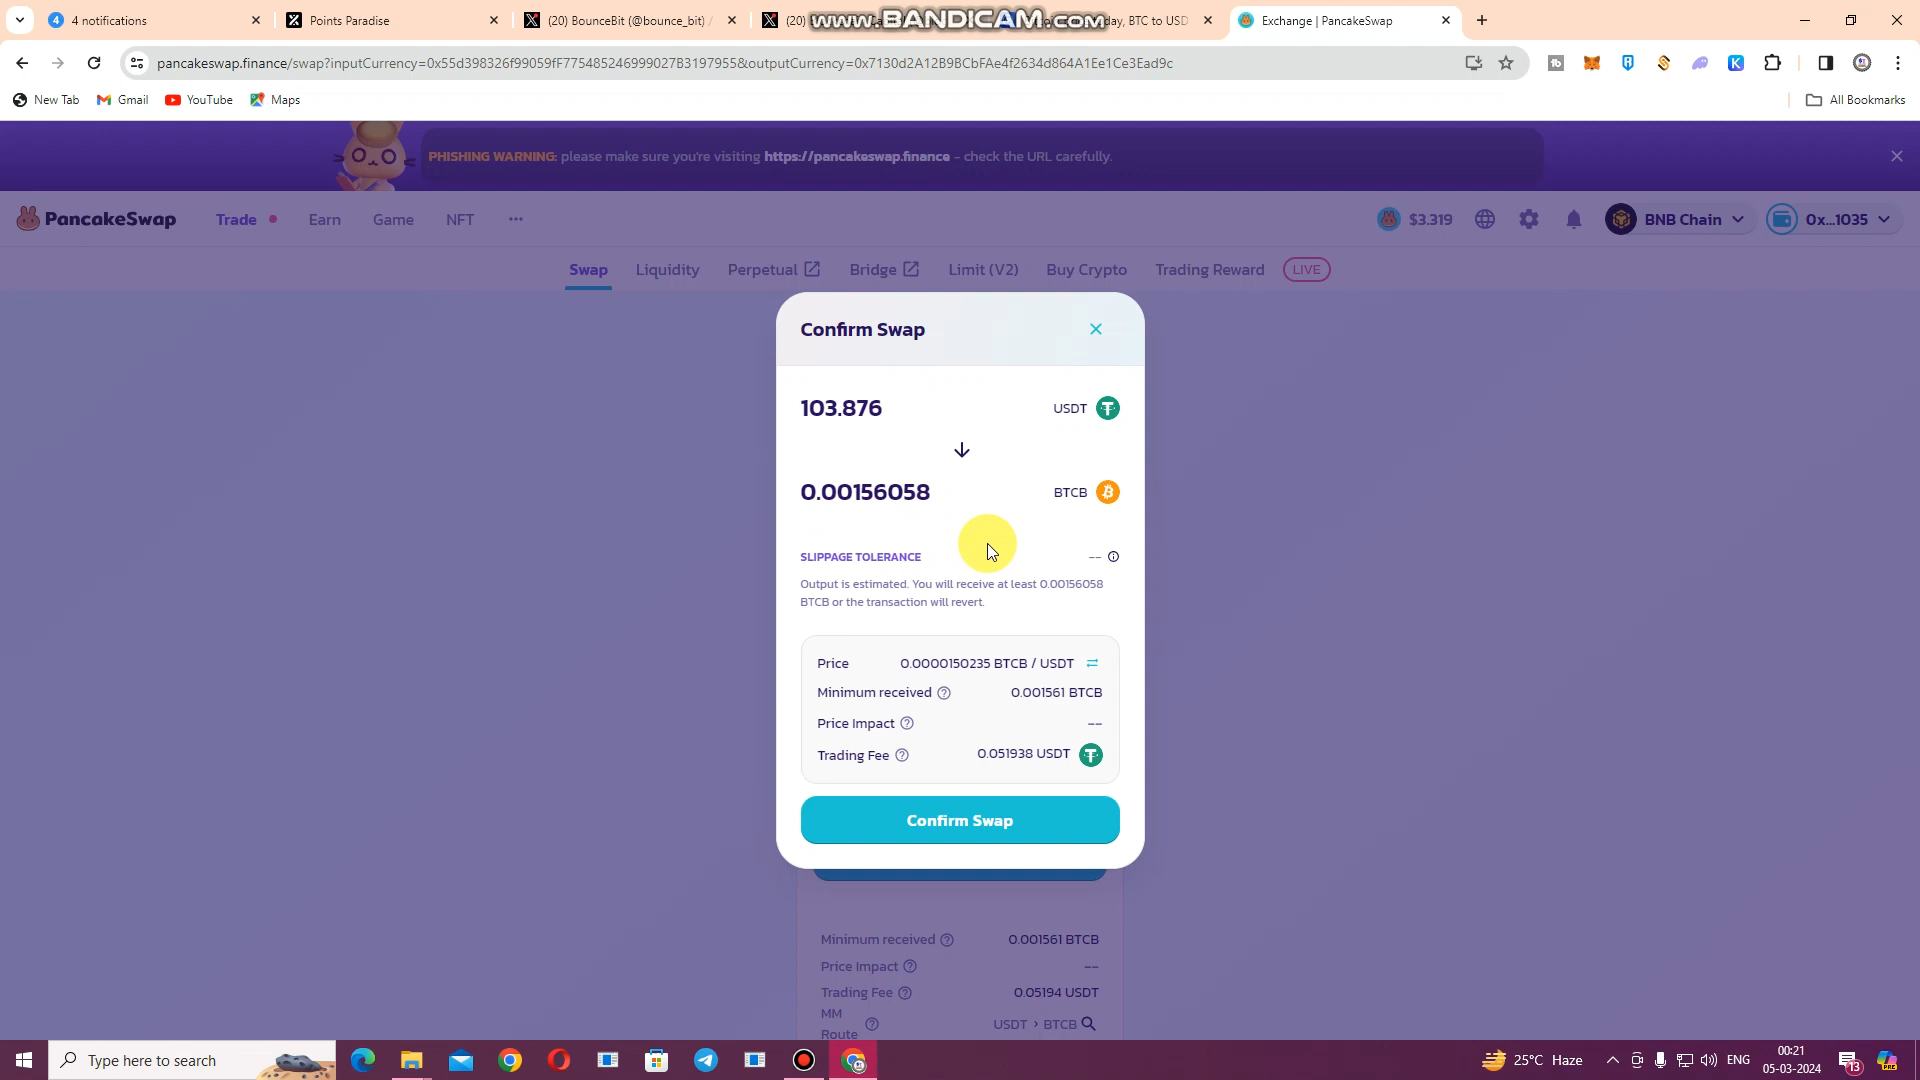 4 notifications
Points Paradise
(20) BounceBit (@bounce_bit) /
(20)
www.BANDICAM.com
today, BTC to USD
Exchange | PancakeSwap
pancakeswap.finance/swap?inputCurrency=0x55d398326f99059fF775485246999027B3197955&outputCurrency=0x7130d2A12B9BCbFAe4f2634d864A1Ee1Ce3Ead9c
New Tab
Gmail
YouTube
Maps
All Bookmarks
PHISHING WARNING: please make sure you're visiting https://pancakeswap.finance - check the URL carefully.
PancakeSwap
Trade
Earn
Game
NFT
$3.319
BNB Chain
0x...1035
Swap
Liquidity
Perpetual
Bridge
Limit (V2)
Buy Crypto
Trading Reward
LIVE
Confirm Swap
103.876
USDT
0.00156058
BTCB
SLIPPAGE TOLERANCE
--
Output is estimated. You will receive at least 0.00156058
BTCB or the transaction will revert.
Price
0.0000150235 BTCB / USDT
Minimum received
0.001561 BTCB
Price Impact
--
Trading Fee
0.051938 USDT
Confirm Swap
Minimum received
0.001561 BTCB
Price Impact
--
Trading Fee
0.05194 USDT
MM
Route
USDT > BTCB
Type here to search
25°C Haze
ENG
00:21
05-03-2024
13